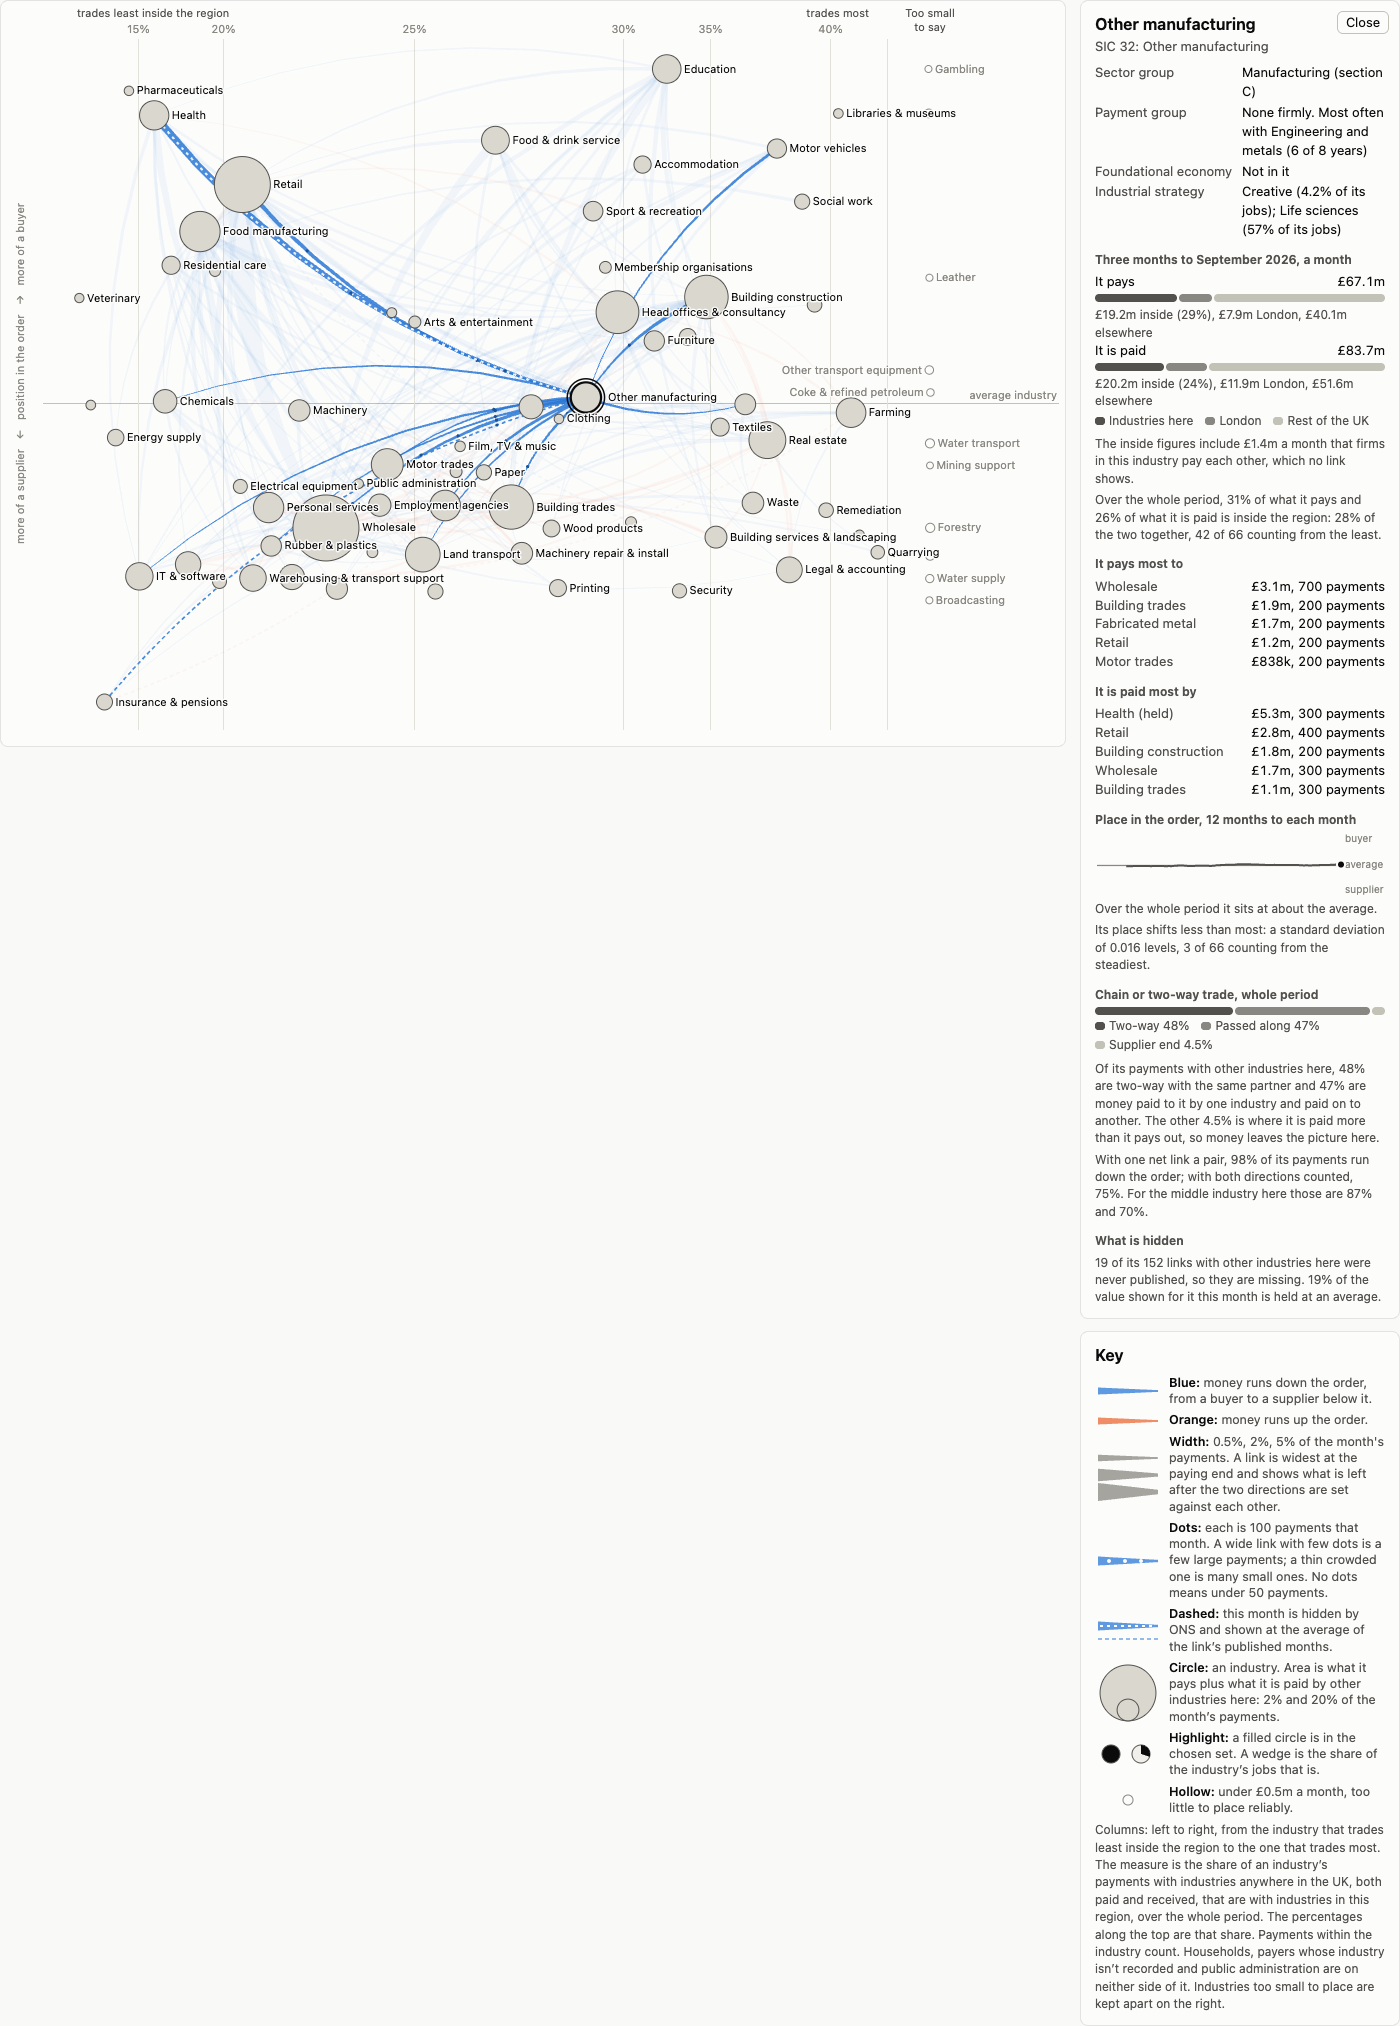 trades least inside the region
trades most
Too small
to say
15%
20%
25%
30%
35%
40%
more of a supplier ← position in the order → more of a buyer
Education
Gambling
Pharmaceuticals
Health
Libraries & museums
Food & drink service
Motor vehicles
Accommodation
Retail
Social work
Sport & recreation
Food manufacturing
Residential care
Membership organisations
Leather
Veterinary
Building construction
Head offices & consultancy
Arts & entertainment
Furniture
Other transport equipment
Coke & refined petroleum
average industry
Other manufacturing
Chemicals
Machinery
Clothing
Farming
Textiles
Energy supply
Real estate
Water transport
Film, TV & music
Motor trades
Mining support
Paper
Public administration
Electrical equipment
Personal services
Employment agencies
Building trades
Waste
Remediation
Wholesale
Wood products
Forestry
Building services & landscaping
Rubber & plastics
Land transport
Machinery repair & install
Quarrying
Legal & accounting
IT & software
Warehousing & transport support
Water supply
Printing
Security
Broadcasting
Insurance & pensions
Other manufacturing
Close
SIC 32: Other manufacturing
Sector group
Manufacturing (section
C)
Payment group
None firmly. Most often
with Engineering and
metals (6 of 8 years)
Foundational economy
Not in it
Industrial strategy
Creative (4.2% of its
jobs); Life sciences
(57% of its jobs)
Three months to September 2026, a month
It pays £67.1m
£19.2m inside (29%), £7.9m London, £40.1m
elsewhere
It is paid £83.7m
£20.2m inside (24%), £11.9m London, £51.6m
elsewhere
Industries here London Rest of the UK
The inside figures include £1.4m a month that firms
in this industry pay each other, which no link
shows.
Over the whole period, 31% of what it pays and
26% of what it is paid is inside the region: 28% of
the two together, 42 of 66 counting from the least.
It pays most to
Wholesale £3.1m, 700 payments
Building trades £1.9m, 200 payments
Fabricated metal £1.7m, 200 payments
Retail £1.2m, 200 payments
Motor trades £838k, 200 payments
It is paid most by
Health (held) £5.3m, 300 payments
Retail £2.8m, 400 payments
Building construction £1.8m, 200 payments
Wholesale £1.7m, 300 payments
Building trades £1.1m, 300 payments
Place in the order, 12 months to each month
buyer
average
supplier
Over the whole period it sits at about the average.
Its place shifts less than most: a standard deviation
of 0.016 levels, 3 of 66 counting from the
steadiest.
Chain or two-way trade, whole period
Two-way 48% Passed along 47%
Supplier end 4.5%
Of its payments with other industries here, 48%
are two-way with the same partner and 47% are
money paid to it by one industry and paid on to
another. The other 4.5% is where it is paid more
than it pays out, so money leaves the picture here.
With one net link a pair, 98% of its payments run
down the order; with both directions counted,
75%. For the middle industry here those are 87%
and 70%.
What is hidden
19 of its 152 links with other industries here were
never published, so they are missing. 19% of the
value shown for it this month is held at an average.
Key
Blue: money runs down the order,
from a buyer to a supplier below it.
Orange: money runs up the order.
Width: 0.5%, 2%, 5% of the month's
payments. A link is widest at the
paying end and shows what is left
after the two directions are set
against each other.
Dots: each is 100 payments that
month. A wide link with few dots is a
few large payments; a thin crowded
one is many small ones. No dots
means under 50 payments.
Dashed: this month is hidden by
ONS and shown at the average of
the link's published months.
Circle: an industry. Area is what it
pays plus what it is paid by other
industries here: 2% and 20% of the
month's payments.
Highlight: a filled circle is in the
chosen set. A wedge is the share of
the industry's jobs that is.
Hollow: under £0.5m a month, too
little to place reliably.
Columns: left to right, from the industry that trades
least inside the region to the one that trades most.
The measure is the share of an industry's
payments with industries anywhere in the UK, both
paid and received, that are with industries in this
region, over the whole period. The percentages
along the top are that share. Payments within the
industry count. Households, payers whose industry
isn't recorded and public administration are on
neither side of it. Industries too small to place are
kept apart on the right.